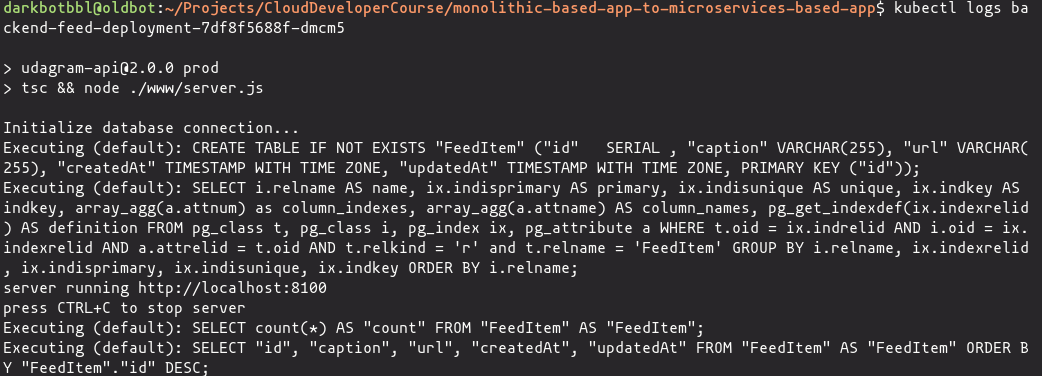 darkbotbbl@oldbot:~/Projects/CloudDeveloperCourse/monolithic-based-app-to-microservices-based-app$ kubectl logs ba
ckend-feed-deployment-7df8f5688f-dmcm5
> udagram-api@2.0.0 prod
> tsc && node ./www/server.js
Initialize database connection...
Executing (default): CREATE TABLE IF NOT EXISTS "FeedItem" ("id"   SERIAL , "caption" VARCHAR(255), "url" VARCHAR(
255), "createdAt" TIMESTAMP WITH TIME ZONE, "updatedAt" TIMESTAMP WITH TIME ZONE, PRIMARY KEY ("id"));
Executing (default): SELECT i.relname AS name, ix.indisprimary AS primary, ix.indisunique AS unique, ix.indkey AS
indkey, array_agg(a.attnum) as column_indexes, array_agg(a.attname) AS column_names, pg_get_indexdef(ix.indexrelid
) AS definition FROM pg_class t, pg_class i, pg_index ix, pg_attribute a WHERE t.oid = ix.indrelid AND i.oid = ix.
indexrelid AND a.attrelid = t.oid AND t.relkind = 'r' and t.relname = 'FeedItem' GROUP BY i.relname, ix.indexrelid
, ix.indisprimary, ix.indisunique, ix.indkey ORDER BY i.relname;
server running http://localhost:8100
press CTRL+C to stop server
Executing (default): SELECT count(*) AS "count" FROM "FeedItem" AS "FeedItem";
Executing (default): SELECT "id", "caption", "url", "createdAt", "updatedAt" FROM "FeedItem" AS "FeedItem" ORDER B
Y "FeedItem"."id" DESC;